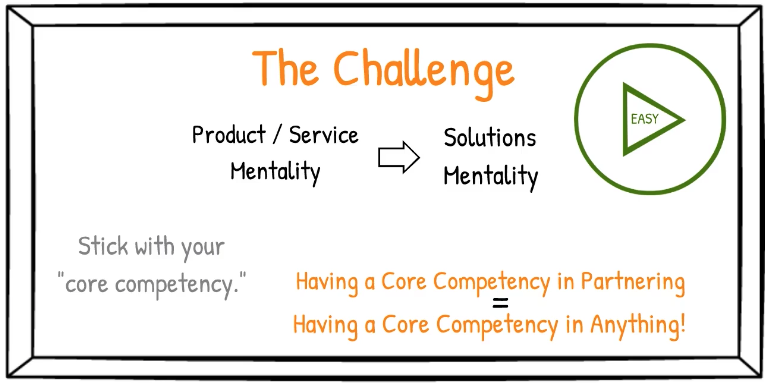 The Challenge
EASY
Product / Service
Mentality
Solutions
Mentality
Stick with your
"core competency."
Having a Core Competency in Partnering
=
Having a Core Competency in Anything!